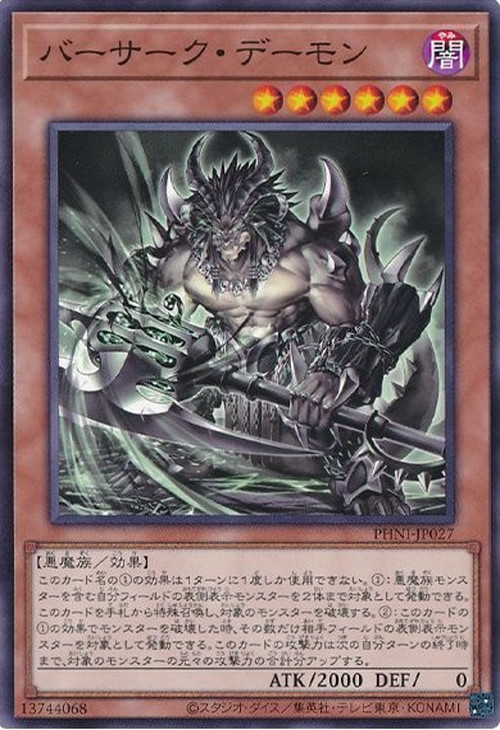 バーサーク・デーモン
闇
PHNI-JP027
【悪魔族／効果】
このカード名の①の効果は１ターンに１度しか使用できない。①：悪魔族モンス
ターを含む自分フィールドの表側表示モンスターを２体まで対象として発動できる。
このカードを手札から特殊召喚し、対象のモンスターを破壊する。②：このカードの
①の効果でモンスターを破壊した時、その数だけ相手フィールドの表側表示モン
スターを対象として発動できる。このカードの攻撃力は次の自分ターンの終了時
まで、対象のモンスターの元々の攻撃力の合計分アップする。
ATK/2000 DEF/ 0
13744068 ©スタジオ・ダイス／集英社・テレビ東京・KONAMI